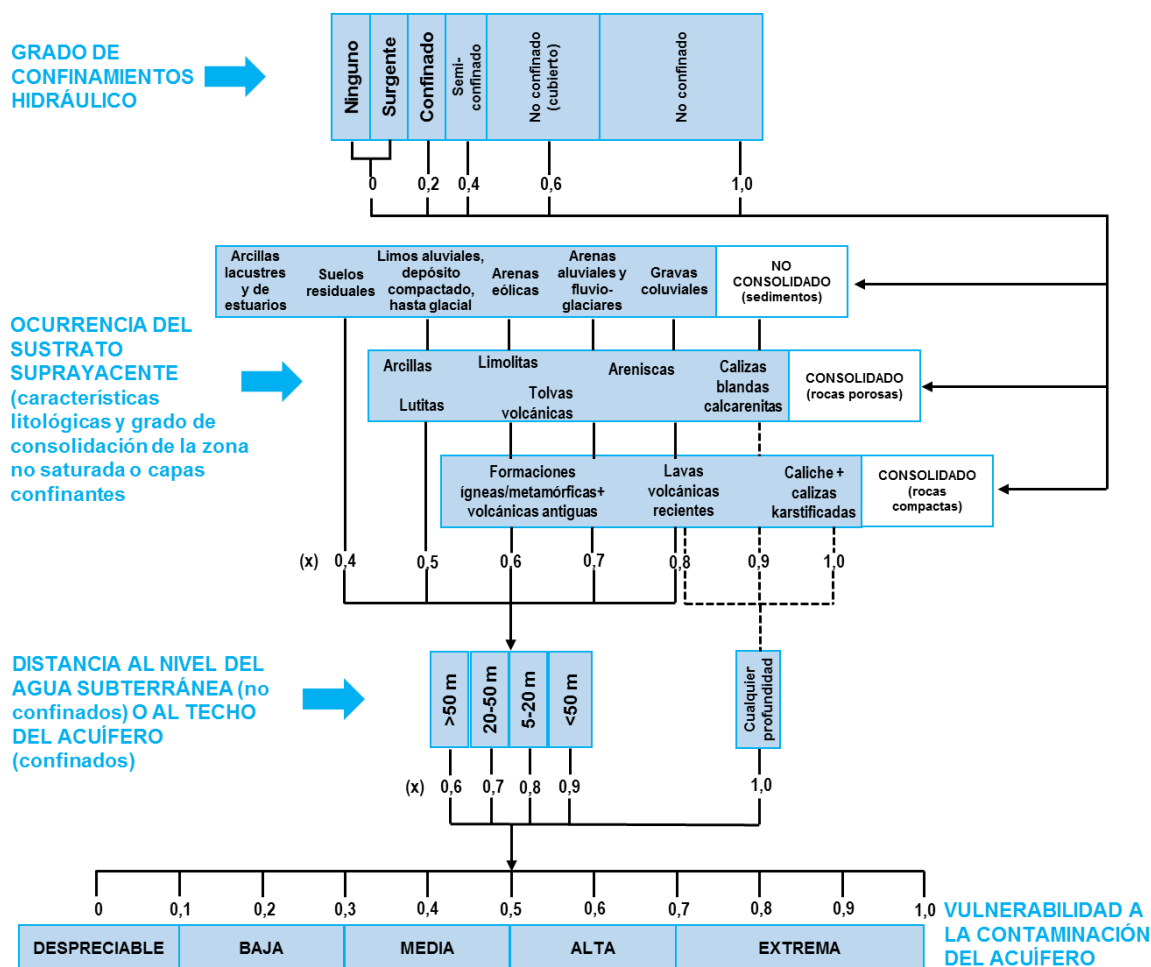 GRADO DE
CONFINAMIENTOS
HIDRÁULICO
Ninguno
Surgente
Confinado
Semi-
confinado
No confinado
(cubierto)
No confinado
0
0,2
0,4
0,6
1,0
OCURRENCIA DEL
SUSTRATO
SUPRAYACENTE
(características
litológicas y grado de
consolidación de la zona
no saturada o capas
confinantes
Arcillas
lacustres
y de
estuarios
Suelos
residuales
Limos aluviales,
depósito
compactado,
hasta glacial
Arenas
eólicas
Arenas
aluviales y
fluvio-
glaciares
Gravas
coluviales
NO
CONSOLIDADO
(sedimentos)
Arcillas
Lutitas
Limolitas
Tolvas
volcánicas
Areniscas
Calizas
blandas
calcarenitas
CONSOLIDADO
(rocas porosas)
Formaciones
ígneas/metamórficas+
volcánicas antiguas
Lavas
volcánicas
recientes
Caliche +
calizas
karstificadas
CONSOLIDADO
(rocas
compactas)
(x)
0,4
0,5
0,6
0,7
0,8
0,9
1,0
DISTANCIA AL NIVEL DEL
AGUA SUBTERRÁNEA (no
confinados) O AL TECHO
DEL ACUÍFERO
(confinados)
>50 m
20-50 m
5-20 m
<50 m
Cualquier
profundidad
(x)
0,6
0,7
0,8
0,9
1,0
0
0,1
0,2
0,3
0,4
0,5
0,6
0,7
0,8
0,9
1,0
DESPRECIABLE
BAJA
MEDIA
ALTA
EXTREMA
VULNERABILIDAD A
LA CONTAMINACIÓN
DEL ACUÍFERO